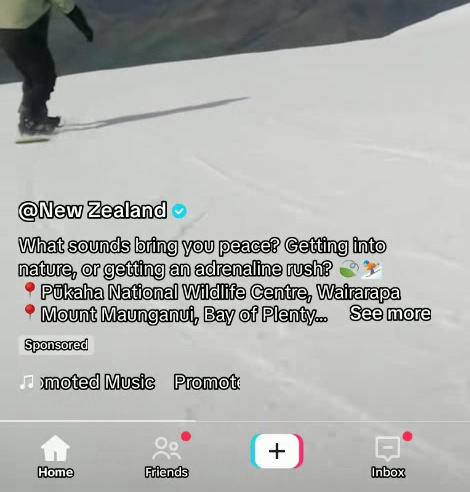 @New Zealand
What sounds bring you peace? Getting into
nature, or getting an adrenaline rush? 🍃⛷️
📍Pūkaha National Wildlife Centre, Wairarapa
📍Mount Maunganui, Bay of Plenty... See more
Sponsored
omoted Music Promot
Home Friends Inbox